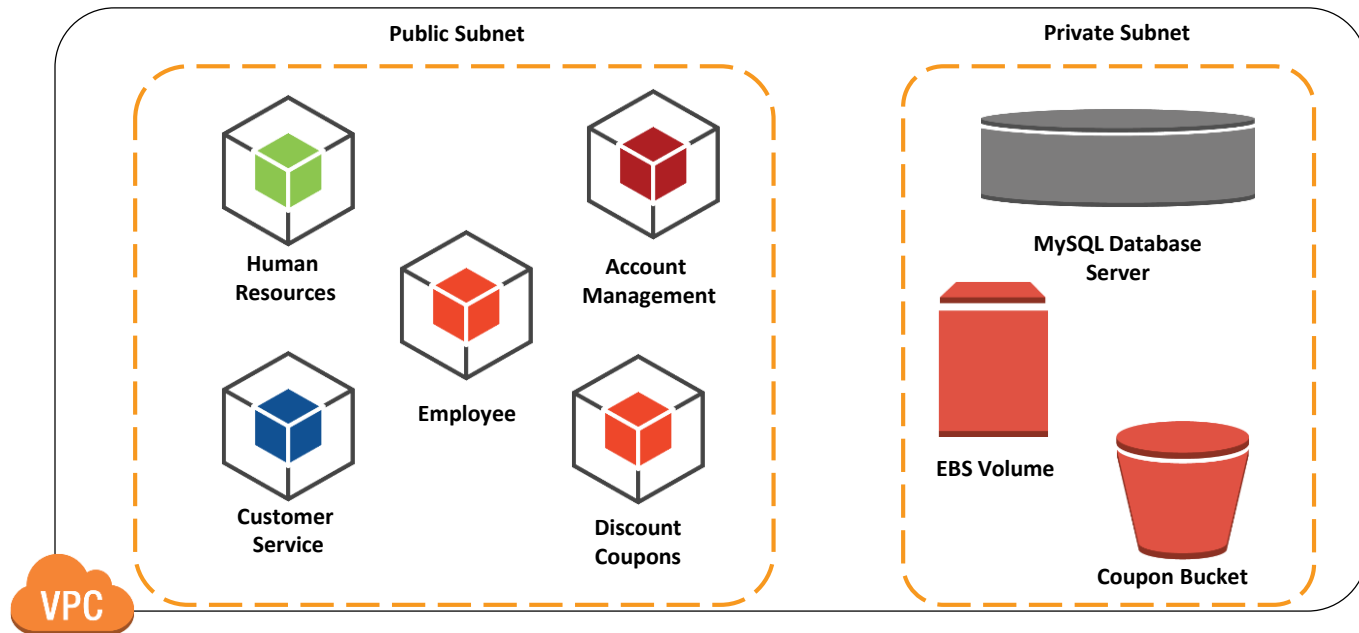 Public Subnet
Private Subnet
Human
Resources
Account
Management
Employee
Customer
Service
Discount
Coupons
MySQL Database
Server
EBS Volume
Coupon Bucket
VPC